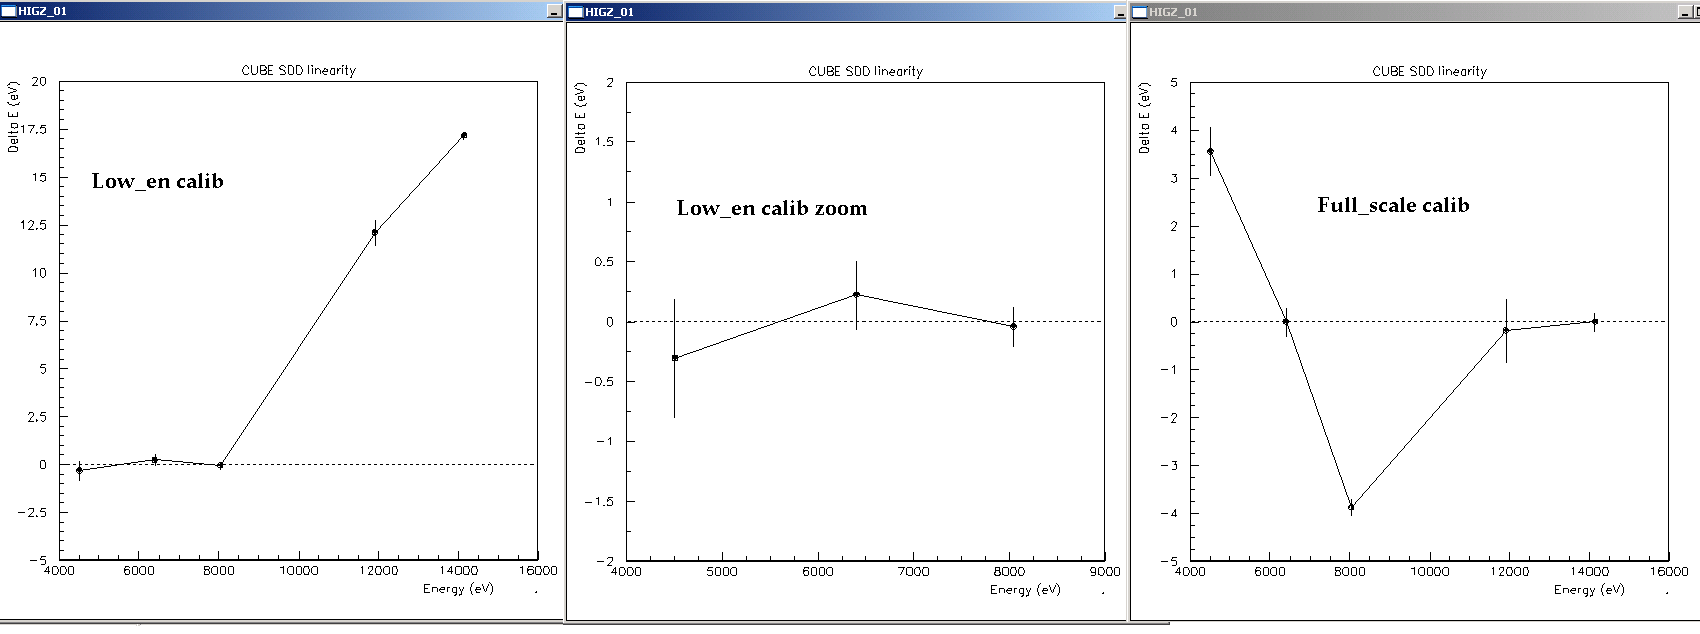 HIGZ_01
CUBE SDD linearity
Delta E (eV)
20
17.5
15
12.5
10
7.5
5
2.5
0
-2.5
-5
Low_en calib
4000 6000 8000 10000 12000 14000 16000
Energy (eV)
HIGZ_01
CUBE SDD linearity
Delta E (eV)
2
1.5
1
0.5
0
-0.5
-1
-1.5
-2
Low_en calib zoom
4000 5000 6000 7000 8000 9000
Energy (eV)
HIGZ_01
CUBE SDD linearity
Delta E (eV)
5
4
3
2
1
0
-1
-2
-3
-4
-5
Full_scale calib
4000 6000 8000 10000 12000 14000 16000
Energy (eV)